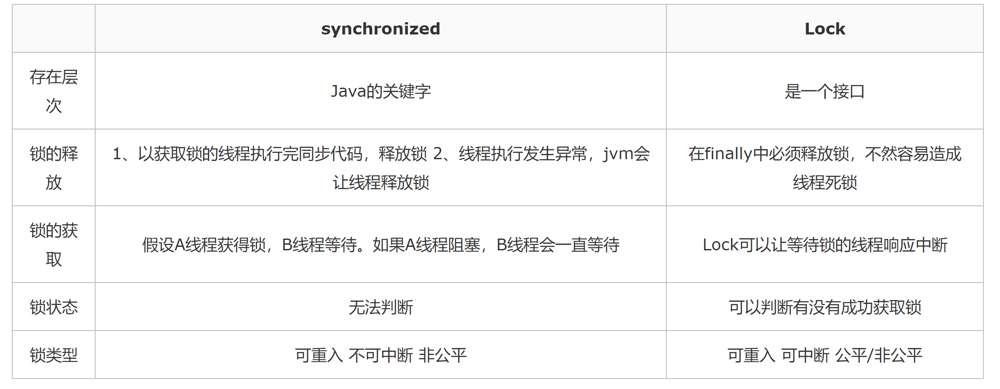 synchronized Lock
存在层
次
Java的关键字
是一个接口
锁的释
放
1、以获取锁的线程执行完同步代码，释放锁 2、线程执行发生异常，jvm会
让线程释放锁
在finally中必须释放锁，不然容易造成
线程死锁
锁的获
取
假设A线程获得锁，B线程等待。如果A线程阻塞，B线程会一直等待
Lock可以让等待锁的线程响应中断
锁状态
无法判断
可以判断有没有成功获取锁
锁类型
可重入 不可中断 非公平
可重入 可中断 公平/非公平